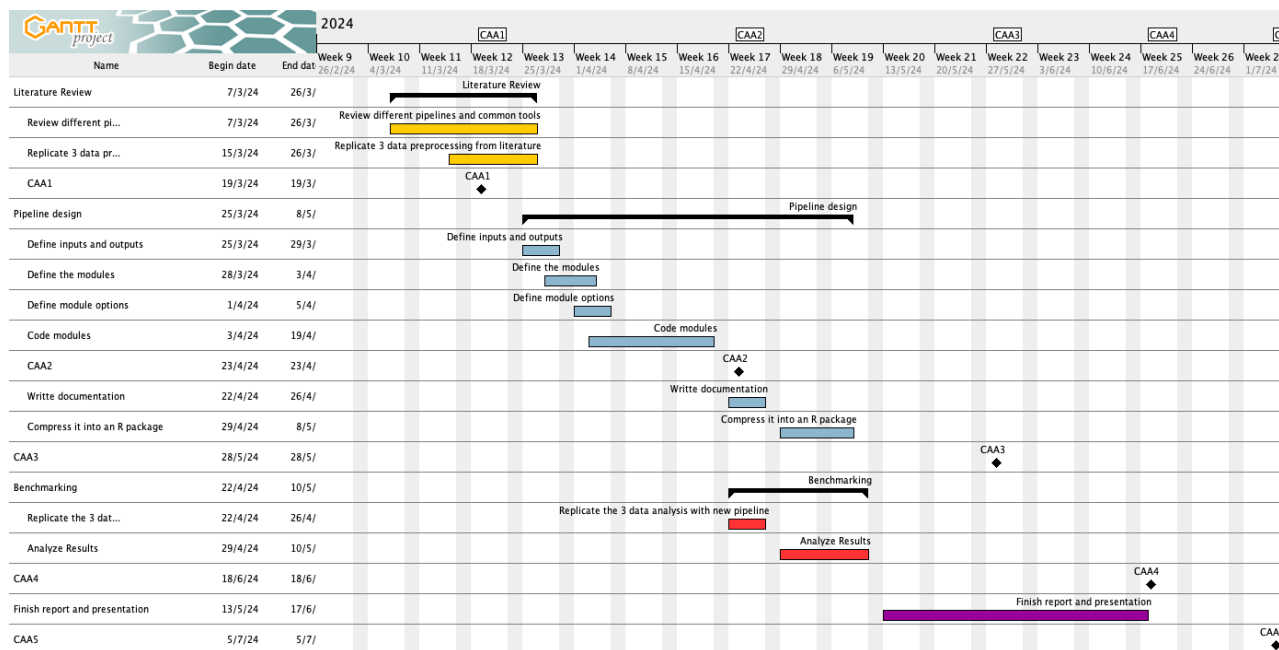 GANTT
project
2024
CAA1 CAA2 CAA3 CAA4 C
Week 9 Week 10 Week 11 Week 12 Week 13 Week 14 Week 15 Week 16 Week 17 Week 18 Week 19 Week 20 Week 21 Week 22 Week 23 Week 24 Week 25 Week 26 Week 2
Name Begin date End dat
26/2/24 4/3/24 11/3/24 18/3/24 25/3/24 1/4/24 8/4/24 15/4/24 22/4/24 29/4/24 6/5/24 13/5/24 20/5/24 27/5/24 3/6/24 10/6/24 17/6/24 24/6/24 1/7/24
Literature Review 7/3/24 26/3/ Literature Review
Review different pi... 7/3/24 26/3/ Review different pipelines and common tools
Replicate 3 data pr... 15/3/24 26/3/ Replicate 3 data preprocessing from literature
CAA1 19/3/24 19/3/ CAA1
Pipeline design 25/3/24 8/5/ Pipeline design
Define inputs and outputs 25/3/24 29/3/ Define inputs and outputs
Define the modules 28/3/24 3/4/ Define the modules
Define module options 1/4/24 5/4/ Define module options
Code modules 3/4/24 19/4/ Code modules
CAA2 23/4/24 23/4/ CAA2
Writte documentation 22/4/24 26/4/ Writte documentation
Compress it into an R package 29/4/24 8/5/ Compress it into an R package
CAA3 28/5/24 28/5/ CAA3
Benchmarking 22/4/24 10/5/ Benchmarking
Replicate the 3 dat... 22/4/24 26/4/ Replicate the 3 data analysis with new pipeline
Analyze Results 29/4/24 10/5/ Analyze Results
CAA4 18/6/24 18/6/ CAA4
Finish report and presentation 13/5/24 17/6/ Finish report and presentation
CAA5 5/7/24 5/7/ CAA